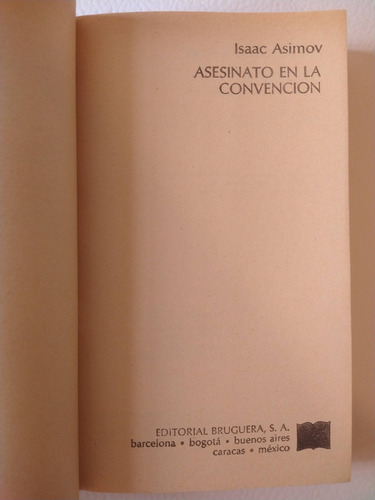 Isaac Asimov
ASESINATO EN LA
CONVENCION
EDITORIAL BRUGUERA, S. A.
barcelona • bogotá • buenos aires
caracas • méxico